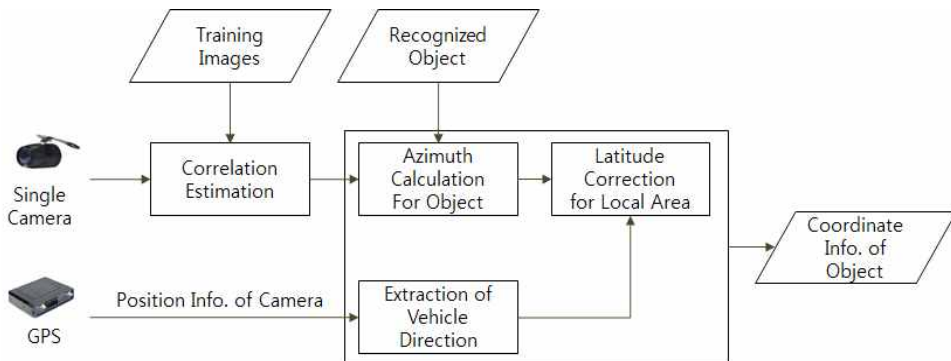 Training
Images
Recognized
Object
Single
Camera
Correlation
Estimation
Azimuth
Calculation
For Object
Latitude
Correction
for Local Area
Coordinate
Info. of
Object
GPS
Position Info. of Camera
Extraction of
Vehicle
Direction